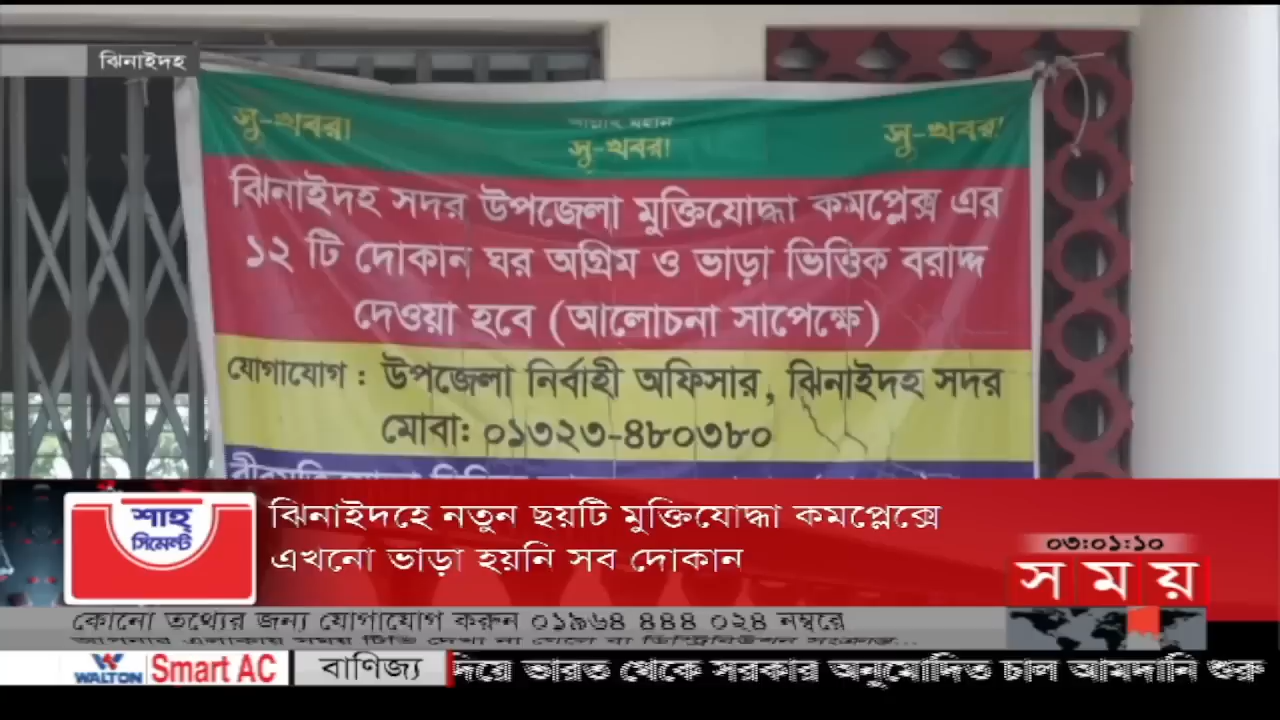 ঝিনাইদহ
সু-খবর। সু-খবর। সু-খবর।
ঝিনাইদহ সদর উপজেলা মুক্তিযোদ্ধা কমপ্লেক্স এর
১২ টি দোকান ঘর অগ্রিম ও ভাড়া ভিত্তিক বরাদ্দ
দেওয়া হবে (আলোচনা সাপেক্ষে)
যোগাযোগ : উপজেলা নির্বাহী অফিসার, ঝিনাইদহ সদর
মোবা: ০১৩২৩-৪৮০৩৮০
শাহ্
সিমেন্ট
ঝিনাইদহে নতুন ছয়টি মুক্তিযোদ্ধা কমপ্লেক্সে
এখনো ভাড়া হয়নি সব দোকান
০৩:০১:১০
সময়
কোনো তথ্যের জন্য যোগাযোগ করুন ০১৯৬৪ ৪৪৪ ০২৪ নম্বরে
WALTON Smart AC
বাণিজ্য
দিয়ে ভারত থেকে সরকার অনুমোদিত চাল আমদানি শুরু